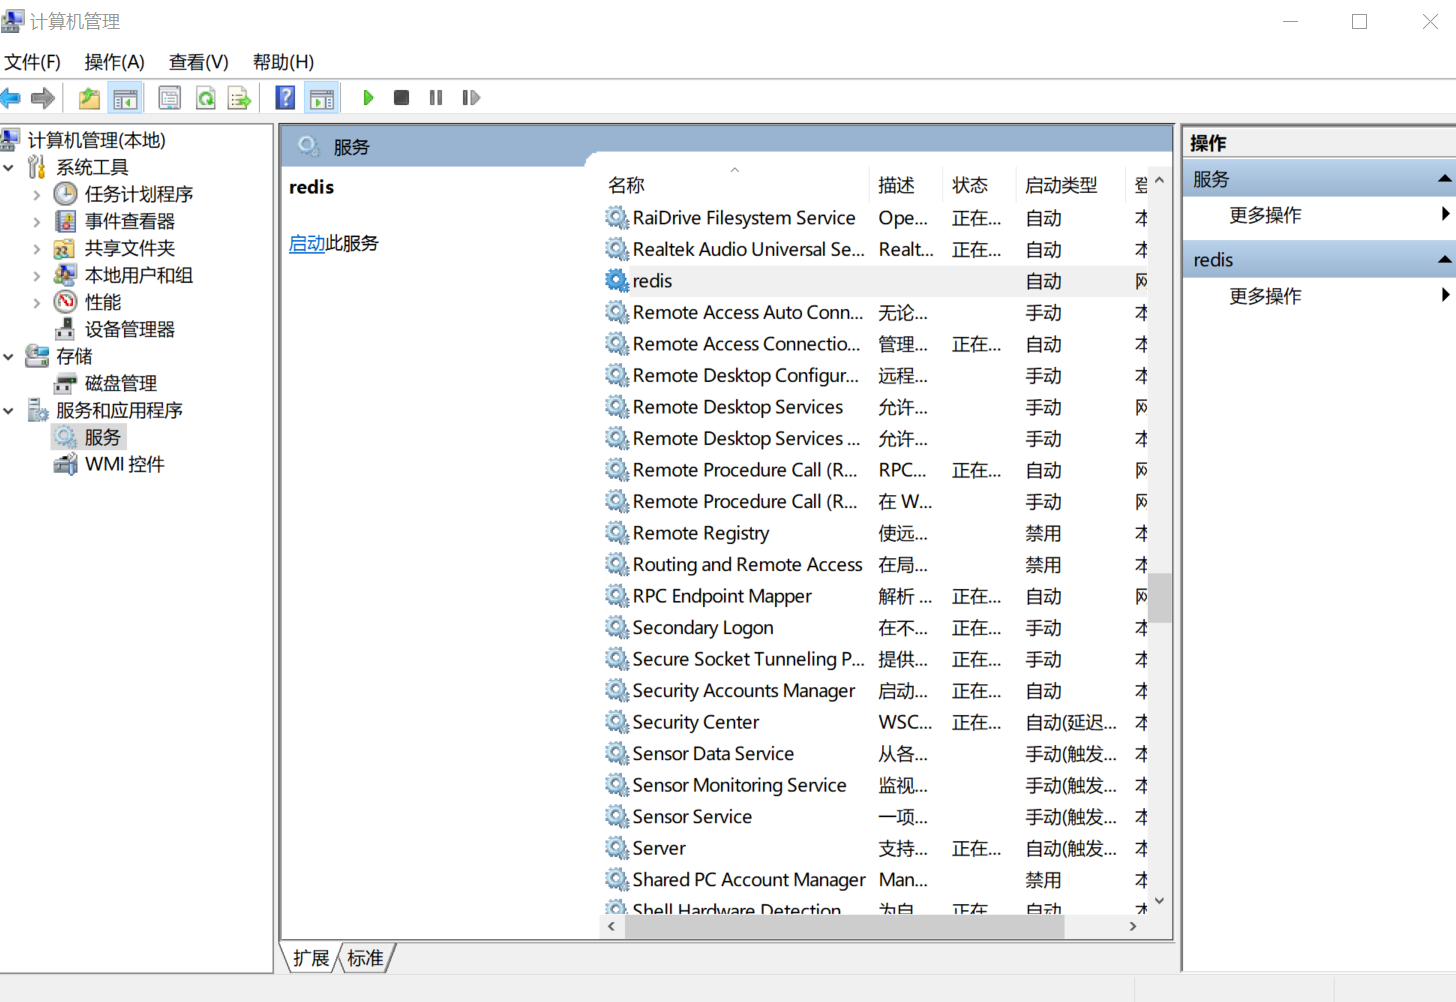 计算机管理
文件(F) 操作(A) 查看(V) 帮助(H)
计算机管理(本地)
系统工具
任务计划程序
事件查看器
共享文件夹
本地用户和组
性能
设备管理器
存储
磁盘管理
服务和应用程序
服务
WMI 控件
服务
redis
启动此服务
名称 描述 状态 启动类型
RaiDrive Filesystem Service Ope... 正在... 自动 本
Realtek Audio Universal Se... Realt... 正在... 自动 本
redis 自动 网
Remote Access Auto Conn... 无论... 手动 本
Remote Access Connectio... 管理... 正在... 自动 本
Remote Desktop Configur... 远程... 手动 本
Remote Desktop Services 允许... 手动 网
Remote Desktop Services ... 允许... 手动 本
Remote Procedure Call (R... RPC... 正在... 自动 网
Remote Procedure Call (R... 在 W... 手动 网
Remote Registry 使远... 禁用 本
Routing and Remote Access 在局... 禁用 本
RPC Endpoint Mapper 解析 ... 正在... 自动 网
Secondary Logon 在不... 正在... 手动 本
Secure Socket Tunneling P... 提供... 正在... 手动 本
Security Accounts Manager 启动... 正在... 自动 本
Security Center WSC... 正在... 自动(延迟... 本
Sensor Data Service 从各... 手动(触发... 本
Sensor Monitoring Service 监视... 手动(触发... 本
Sensor Service 一项... 手动(触发... 本
Server 支持... 正在... 自动(触发... 本
Shared PC Account Manager Man... 禁用 本
Shell Hardware Detection 为自 正在 自动 本
扩展 标准
操作
服务
更多操作
redis
更多操作